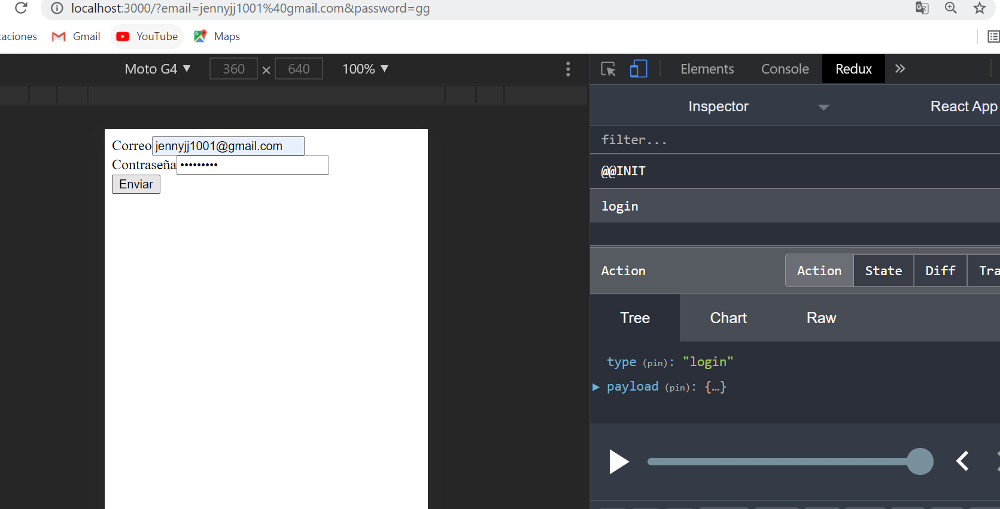 localhost:3000/?email=jennyjj1001%40gmail.com&password=gg
caciones Gmail YouTube Maps
Moto G4 ▼ 360 × 640 100% ▼
Elements Console Redux »
Inspector React App
filter...
@@INIT
login
Correo jennyjj1001@gmail.com
Contraseña •••••••••
Enviar
Action Action State Diff Tra
Tree Chart Raw
type (pin): "login"
▶ payload (pin): {…}